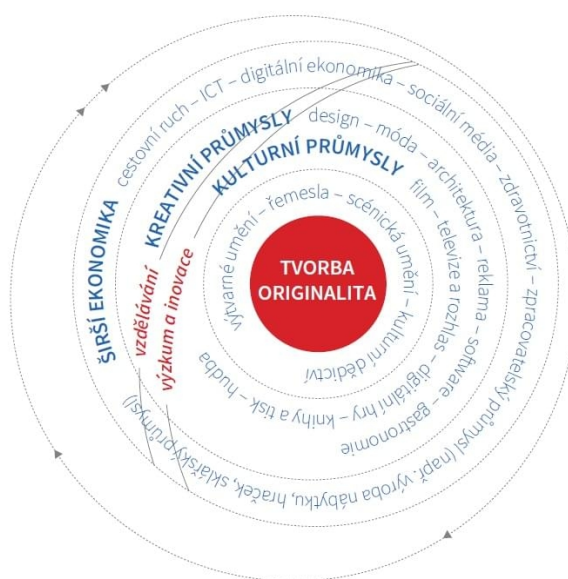 TVORBA
ORIGINALITA
výtvarné umění – řemesla – scénická umění – kulturní dědictví
KULTURNÍ PRŮMYSLY
film – televize a rozhlas – digitální hry – knihy a tisk – hudba
KREATIVNÍ PRŮMYSLY
design – móda – architektura – reklama – software – gastronomie
ŠIRŠÍ EKONOMIKA
cestovní ruch – ICT – digitální ekonomika – sociální média – zdravotnictví – zpracovatelský průmysl (např. výroba nábytku, hraček, sklářský průmysl)
vzdělávání
výzkum a inovace